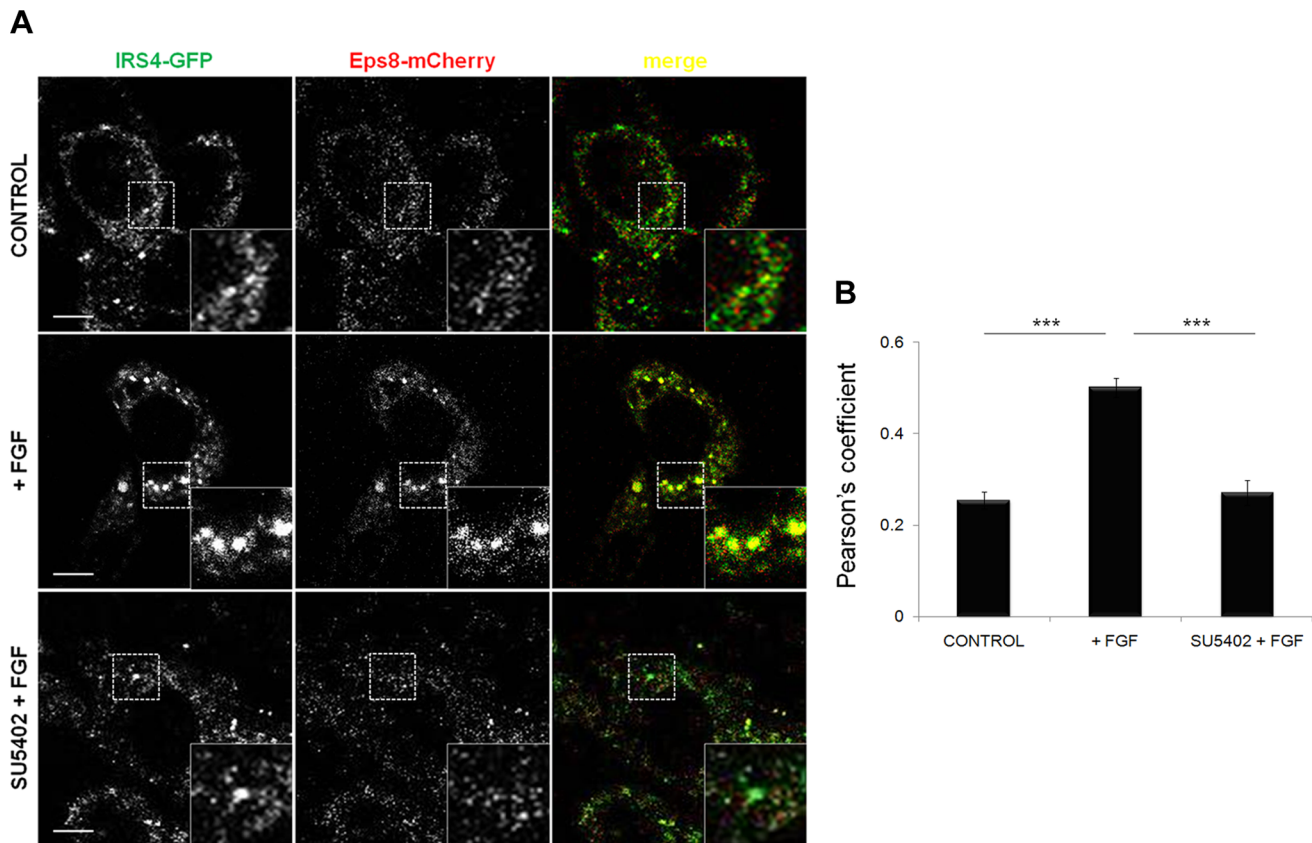 A
IRS4-GFP
Eps8-mCherry
merge
CONTROL
+ FGF
SU5402 + FGF
B
Pearson's coefficient
0.6
0.4
0.2
0
***
***
CONTROL
+ FGF
SU5402 + FGF